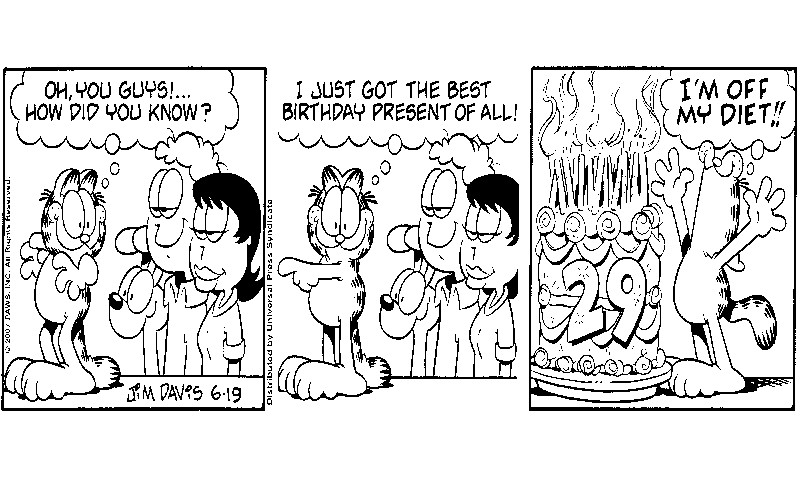 OH, YOU GUYS!...
HOW DID YOU KNOW?
© 2007 PAWS, INC. All Rights Reserved.
JIM DAVIS 6-19
Distributed by Universal Press Syndicate
I JUST GOT THE BEST
BIRTHDAY PRESENT OF ALL!
I'M OFF
MY DIET!!
29